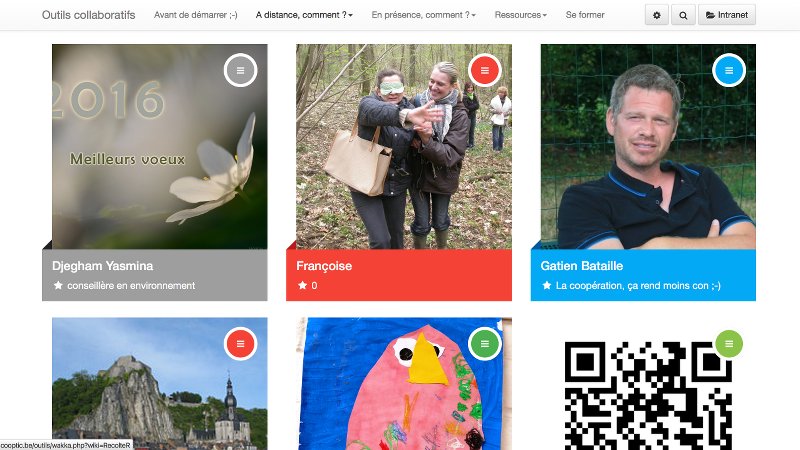 Outils collaboratifs
Avant de démarrer ;-)
A distance, comment ?
En présence, comment ?
Ressources
Se former
Intranet
2016
Meilleurs voeux
Djegham Yasmina
conseillère en environnement
Françoise
0
Gatien Bataille
La coopération, ça rend moins con ;-)
cooptic.be/outils/wakka.php?wiki=RecolteR